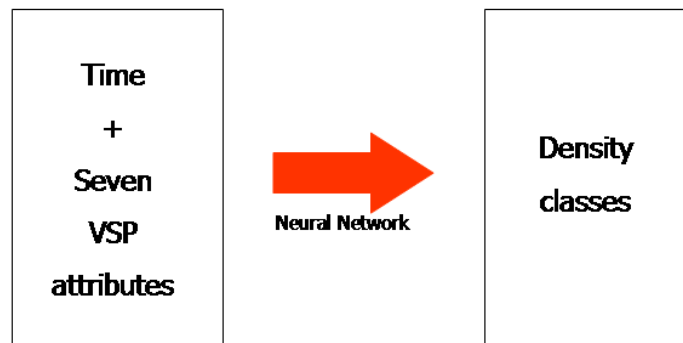 Time
+
Seven
VSP
attributes
Neural Network
Density
classes